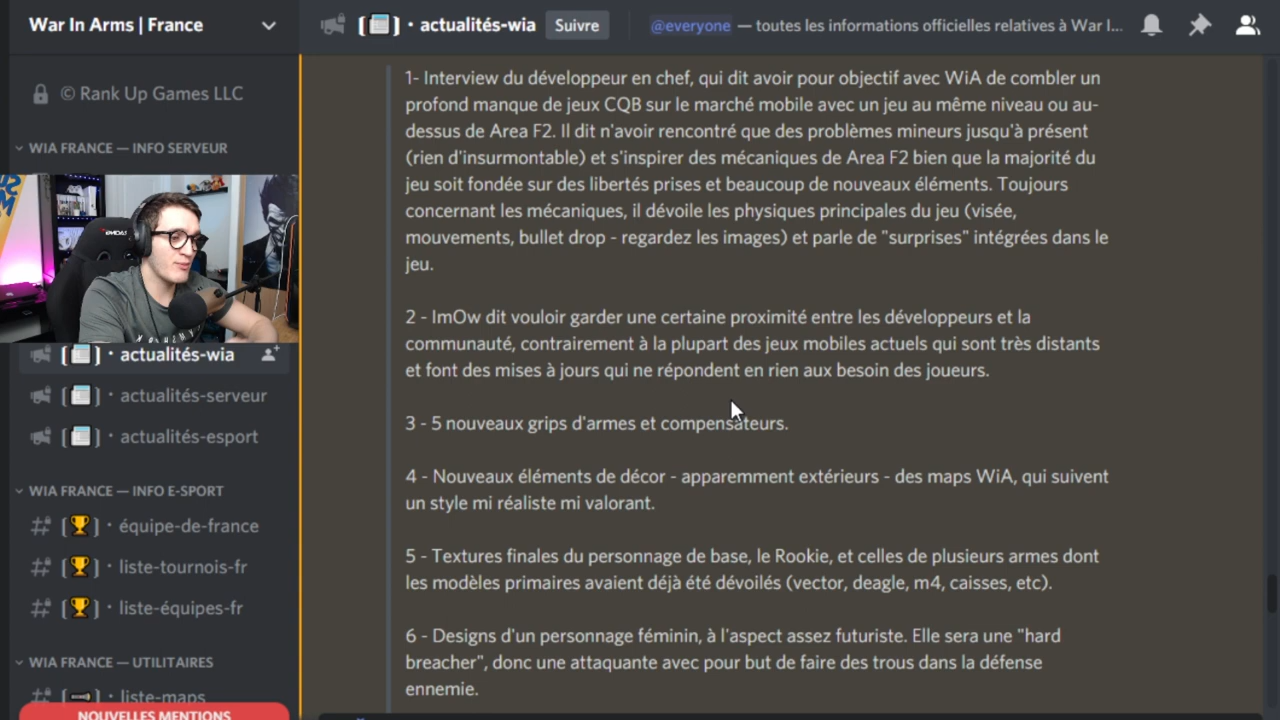 War In Arms | France
[ ] · actualités-wia
Suivre
@everyone — toutes les informations officielles relatives à War I...
© Rank Up Games LLC
WIA FRANCE — INFO SERVEUR
[ ] · actualités-wia
[ ] · actualités-serveur
[ ] · actualités-esport
WIA FRANCE — INFO E-SPORT
[ ] · équipe-de-france
[ ] · liste-tournois-fr
[ ] · liste-équipes-fr
WIA FRANCE — UTILITAIRES
[ ] · liste-maps
NOUVELLES MENTIONS
1- Interview du développeur en chef, qui dit avoir pour objectif avec WiA de combler un
profond manque de jeux CQB sur le marché mobile avec un jeu au même niveau ou au-
dessus de Area F2. Il dit n'avoir rencontré que des problèmes mineurs jusqu'à présent
(rien d'insurmontable) et s'inspirer des mécaniques de Area F2 bien que la majorité du
jeu soit fondée sur des libertés prises et beaucoup de nouveaux éléments. Toujours
concernant les mécaniques, il dévoile les physiques principales du jeu (visée,
mouvements, bullet drop - regardez les images) et parle de "surprises" intégrées dans le
jeu.
2 - ImOw dit vouloir garder une certaine proximité entre les développeurs et la
communauté, contrairement à la plupart des jeux mobiles actuels qui sont très distants
et font des mises à jours qui ne répondent en rien aux besoin des joueurs.
3 - 5 nouveaux grips d'armes et compensateurs.
4 - Nouveaux éléments de décor - apparemment extérieurs - des maps WiA, qui suivent
un style mi réaliste mi valorant.
5 - Textures finales du personnage de base, le Rookie, et celles de plusieurs armes dont
les modèles primaires avaient déjà été dévoilés (vector, deagle, m4, caisses, etc).
6 - Designs d'un personnage féminin, à l'aspect assez futuriste. Elle sera une "hard
breacher", donc une attaquante avec pour but de faire des trous dans la défense
ennemie.